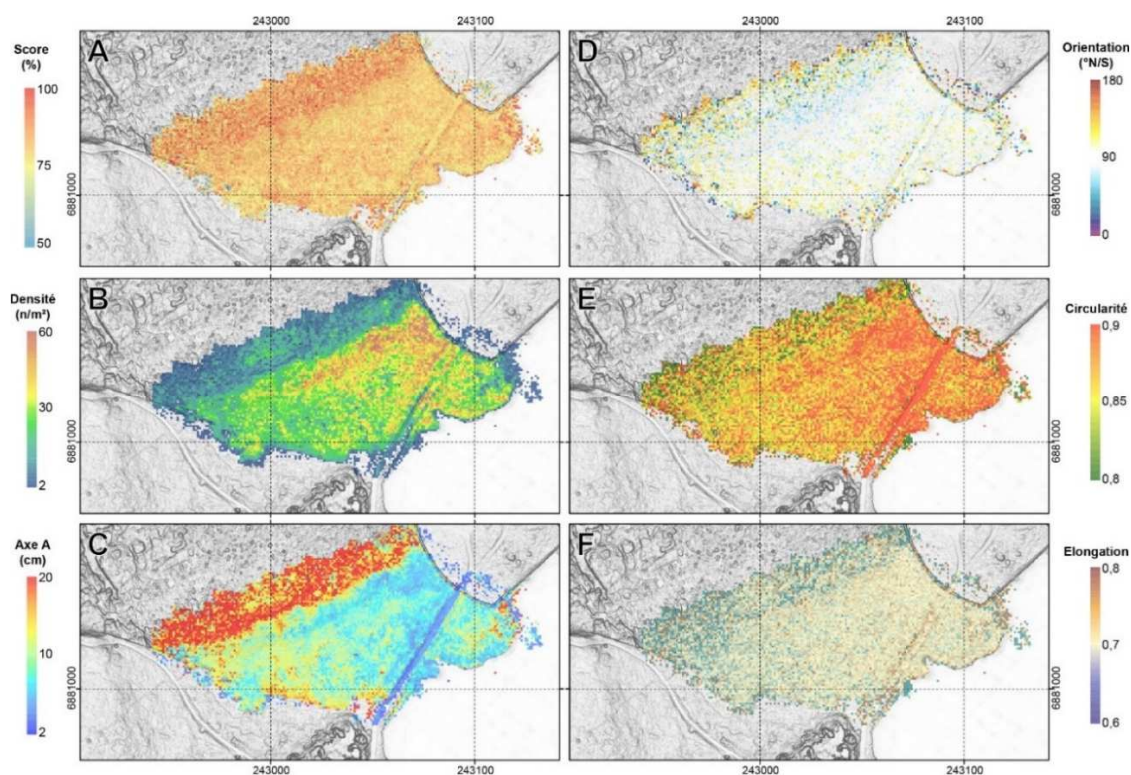 243000
243100
243000
243100
Score
(%)
100
75
50
A
6881000
D
6881000
Orientation
(°N/S)
180
90
0
Densité
(n/m²)
60
30
2
B
6881000
E
6881000
Circularité
0,9
0,85
0,8
Axe A
(cm)
20
10
2
C
6881000
F
6881000
Elongation
0,8
0,7
0,6
243000
243100
243000
243100